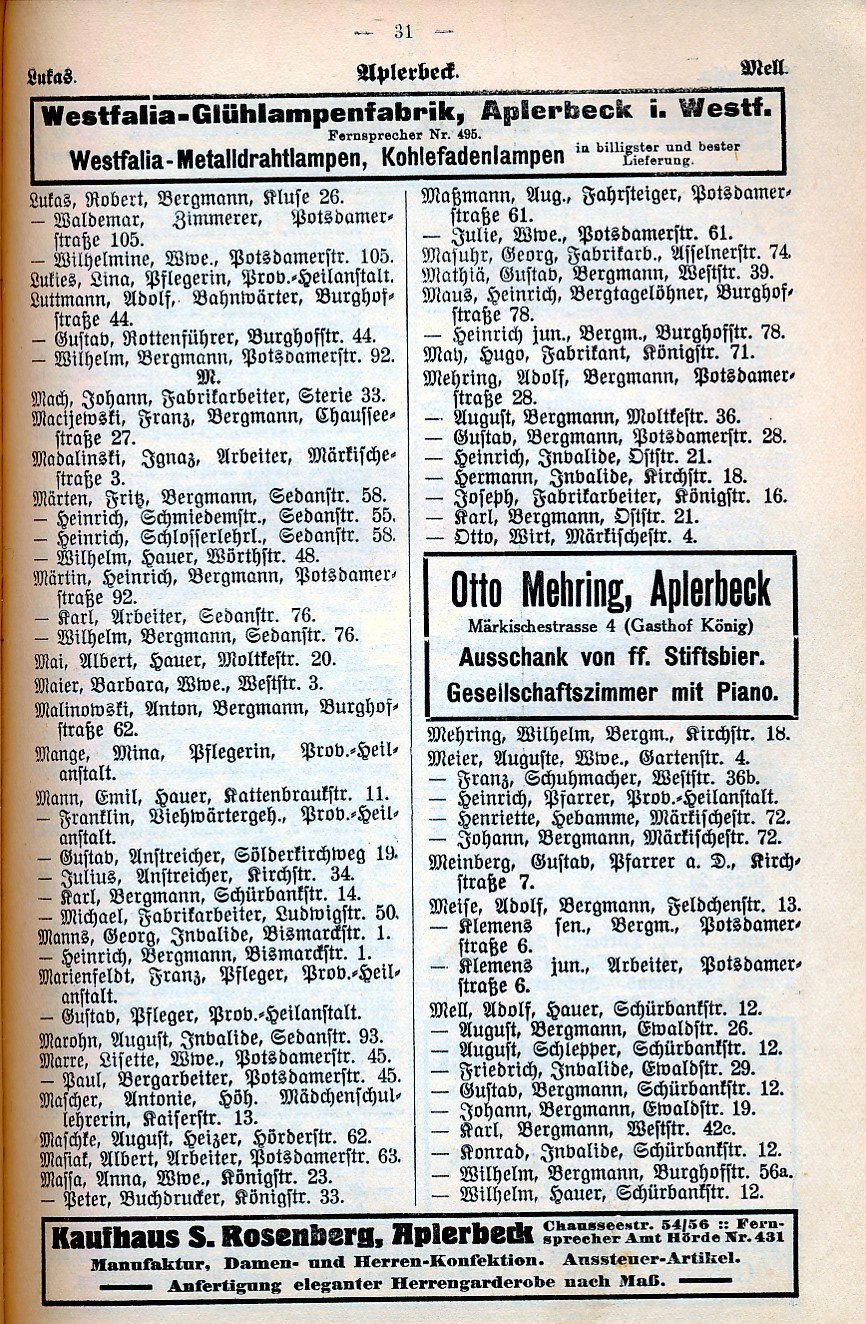 — 31 —
Lukas. Aplerbeck. Mell.
Westfalia-Glühlampenfabrik, Aplerbeck i. Westf.
Fernsprecher Nr. 495.
Westfalia-Metalldrahtlampen, Kohlefadenlampen in billigster und bester Lieferung.
Lukas, Robert, Bergmann, Kluse 26.
— Waldemar, Zimmerer, Potsdamer-
straße 105.
— Wilhelmine, Wwe., Potsdamerstr. 105.
Lukies, Lina, Pflegerin, Prov.-Heilanstalt.
Luttmann, Adolf, Bahnwärter, Burghof-
straße 44.
— Gustav, Rottenführer, Burghofstr. 44.
— Wilhelm, Bergmann, Potsdamerstr. 92.
M.
Mach, Johann, Fabrikarbeiter, Sterie 33.
Macijewski, Franz, Bergmann, Chaussee-
straße 27.
Madalinski, Ignaz, Arbeiter, Märkische-
straße 3.
Märten, Fritz, Bergmann, Sedanstr. 58.
— Heinrich, Schmiedemstr., Sedanstr. 55.
— Heinrich, Schlosserlehrl., Sedanstr. 58.
— Wilhelm, Hauer, Wörthstr. 48.
Märtin, Heinrich, Bergmann, Potsdamer-
straße 92.
— Karl, Arbeiter, Sedanstr. 76.
— Wilhelm, Bergmann, Sedanstr. 76.
Mai, Albert, Hauer, Moltkestr. 20.
Maier, Barbara, Wwe., Weststr. 3.
Malinowski, Anton, Bergmann, Burghof-
straße 62.
Mange, Mina, Pflegerin, Prov.-Heil-
anstalt.
Mann, Emil, Hauer, Kattenbraukstr. 11.
— Franklin, Viehwärtergeh., Prov.-Heil-
anstalt.
— Gustav, Anstreicher, Sölderkirchweg 19.
— Julius, Anstreicher, Kirchstr. 34.
— Karl, Bergmann, Schürbankstr. 14.
— Michael, Fabrikarbeiter, Ludwigstr. 50.
Manns, Georg, Invalide, Bismarckstr. 1.
— Heinrich, Bergmann, Bismarckstr. 1.
Marienfeldt, Franz, Pfleger, Prov.-Heil-
anstalt.
— Gustav, Pfleger, Prov.-Heilanstalt.
Marohn, August, Invalide, Sedanstr. 93.
Marre, Lisette, Wwe., Potsdamerstr. 45.
— Paul, Bergarbeiter, Potsdamerstr. 45.
Mascher, Antonie, Höh. Mädchenschul-
lehrerin, Kaiserstr. 13.
Maschke, August, Heizer, Hörderstr. 62.
Masiak, Albert, Arbeiter, Potsdamerstr. 63.
Massa, Anna, Wwe., Königstr. 23.
— Peter, Buchdrucker, Königstr. 33.
Maßmann, Aug., Fahrsteiger, Potsdamer-
straße 61.
— Julie, Wwe., Potsdamerstr. 61.
Masuhr, Georg, Fabrikarb., Asselnerstr. 74.
Mathiä, Gustav, Bergmann, Weststr. 39.
Maus, Heinrich, Bergtagelöhner, Burghof-
straße 78.
— Heinrich jun., Bergm., Burghofstr. 78.
May, Hugo, Fabrikant, Königstr. 71.
Mehring, Adolf, Bergmann, Potsdamer-
straße 28.
— August, Bergmann, Moltkestr. 36.
— Gustav, Bergmann, Potsdamerstr. 28.
— Heinrich, Invalide, Oststr. 21.
— Hermann, Invalide, Kirchstr. 18.
— Joseph, Fabrikarbeiter, Königstr. 16.
— Karl, Bergmann, Oststr. 21.
— Otto, Wirt, Märkischestr. 4.
Otto Mehring, Aplerbeck
Märkischestrasse 4 (Gasthof König)
Ausschank von ff. Stiftsbier.
Gesellschaftszimmer mit Piano.
Mehring, Wilhelm, Bergm., Kirchstr. 18.
Meier, Auguste, Wwe., Gartenstr. 4.
— Franz, Schuhmacher, Weststr. 36b.
— Heinrich, Pfarrer, Prov.-Heilanstalt.
— Henriette, Hebamme, Märkischestr. 72.
— Johann, Bergmann, Märkischestr. 72.
Meinberg, Gustav, Pfarrer a. D., Kirch-
straße 7.
Meise, Adolf, Bergmann, Feldchenstr. 13.
— Klemens sen., Bergm., Potsdamer-
straße 6.
— Klemens jun., Arbeiter, Potsdamer-
straße 6.
Mell, Adolf, Hauer, Schürbankstr. 12.
— August, Bergmann, Ewaldstr. 26.
— August, Schlepper, Schürbankstr. 12.
— Friedrich, Invalide, Ewaldstr. 29.
— Gustav, Bergmann, Schürbankstr. 12.
— Johann, Bergmann, Ewaldstr. 19.
— Karl, Bergmann, Weststr. 42c.
— Konrad, Invalide, Schürbankstr. 12.
— Wilhelm, Bergmann, Burghofstr. 56a.
— Wilhelm, Hauer, Schürbankstr. 12.
Kaufhaus S. Rosenberg, Aplerbeck Chausseestr. 54/56 :: Fern-
sprecher Amt Hörde Nr. 431
Manufaktur, Damen- und Herren-Konfektion. Aussteuer-Artikel.
— Anfertigung eleganter Herrengarderobe nach Maß. —